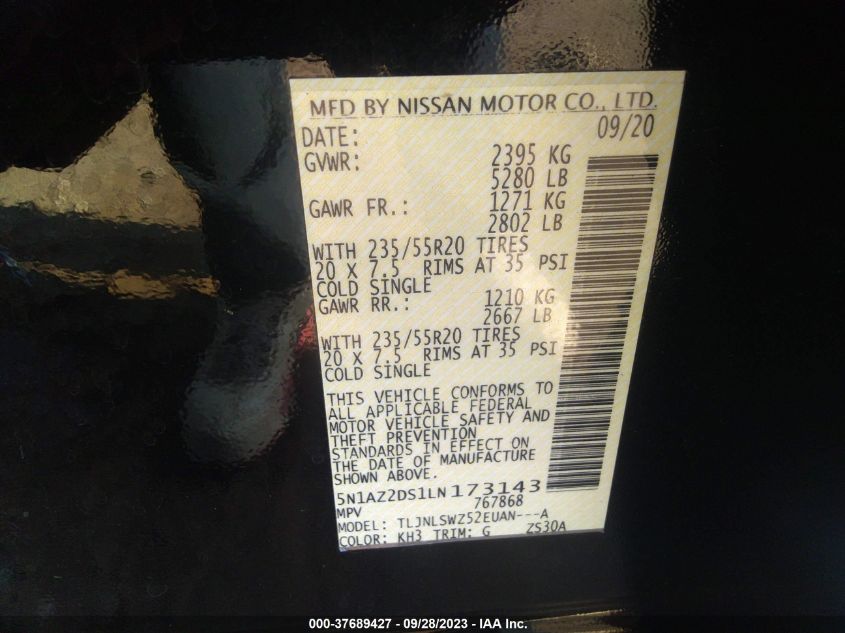 MFD BY NISSAN MOTOR CO., LTD.
DATE: 09/20
GVWR: 2395 KG
5280 LB
GAWR FR.: 1271 KG
2802 LB
WITH 235/55R20 TIRES
20 X 7.5 RIMS AT 35 PSI
COLD SINGLE
GAWR RR.: 1210 KG
2667 LB
WITH 235/55R20 TIRES
20 X 7.5 RIMS AT 35 PSI
COLD SINGLE
THIS VEHICLE CONFORMS TO
ALL APPLICABLE FEDERAL
MOTOR VEHICLE SAFETY AND
THEFT PREVENTION
STANDARDS IN EFFECT ON
THE DATE OF MANUFACTURE
SHOWN ABOVE.
5N1AZ2DS1LN173143
MPV 767868
MODEL: TLJNLSWZ52EUAN---A
COLOR: KH3 TRIM: G ZS30A
000-37689427 - 09/28/2023 - IAA Inc.